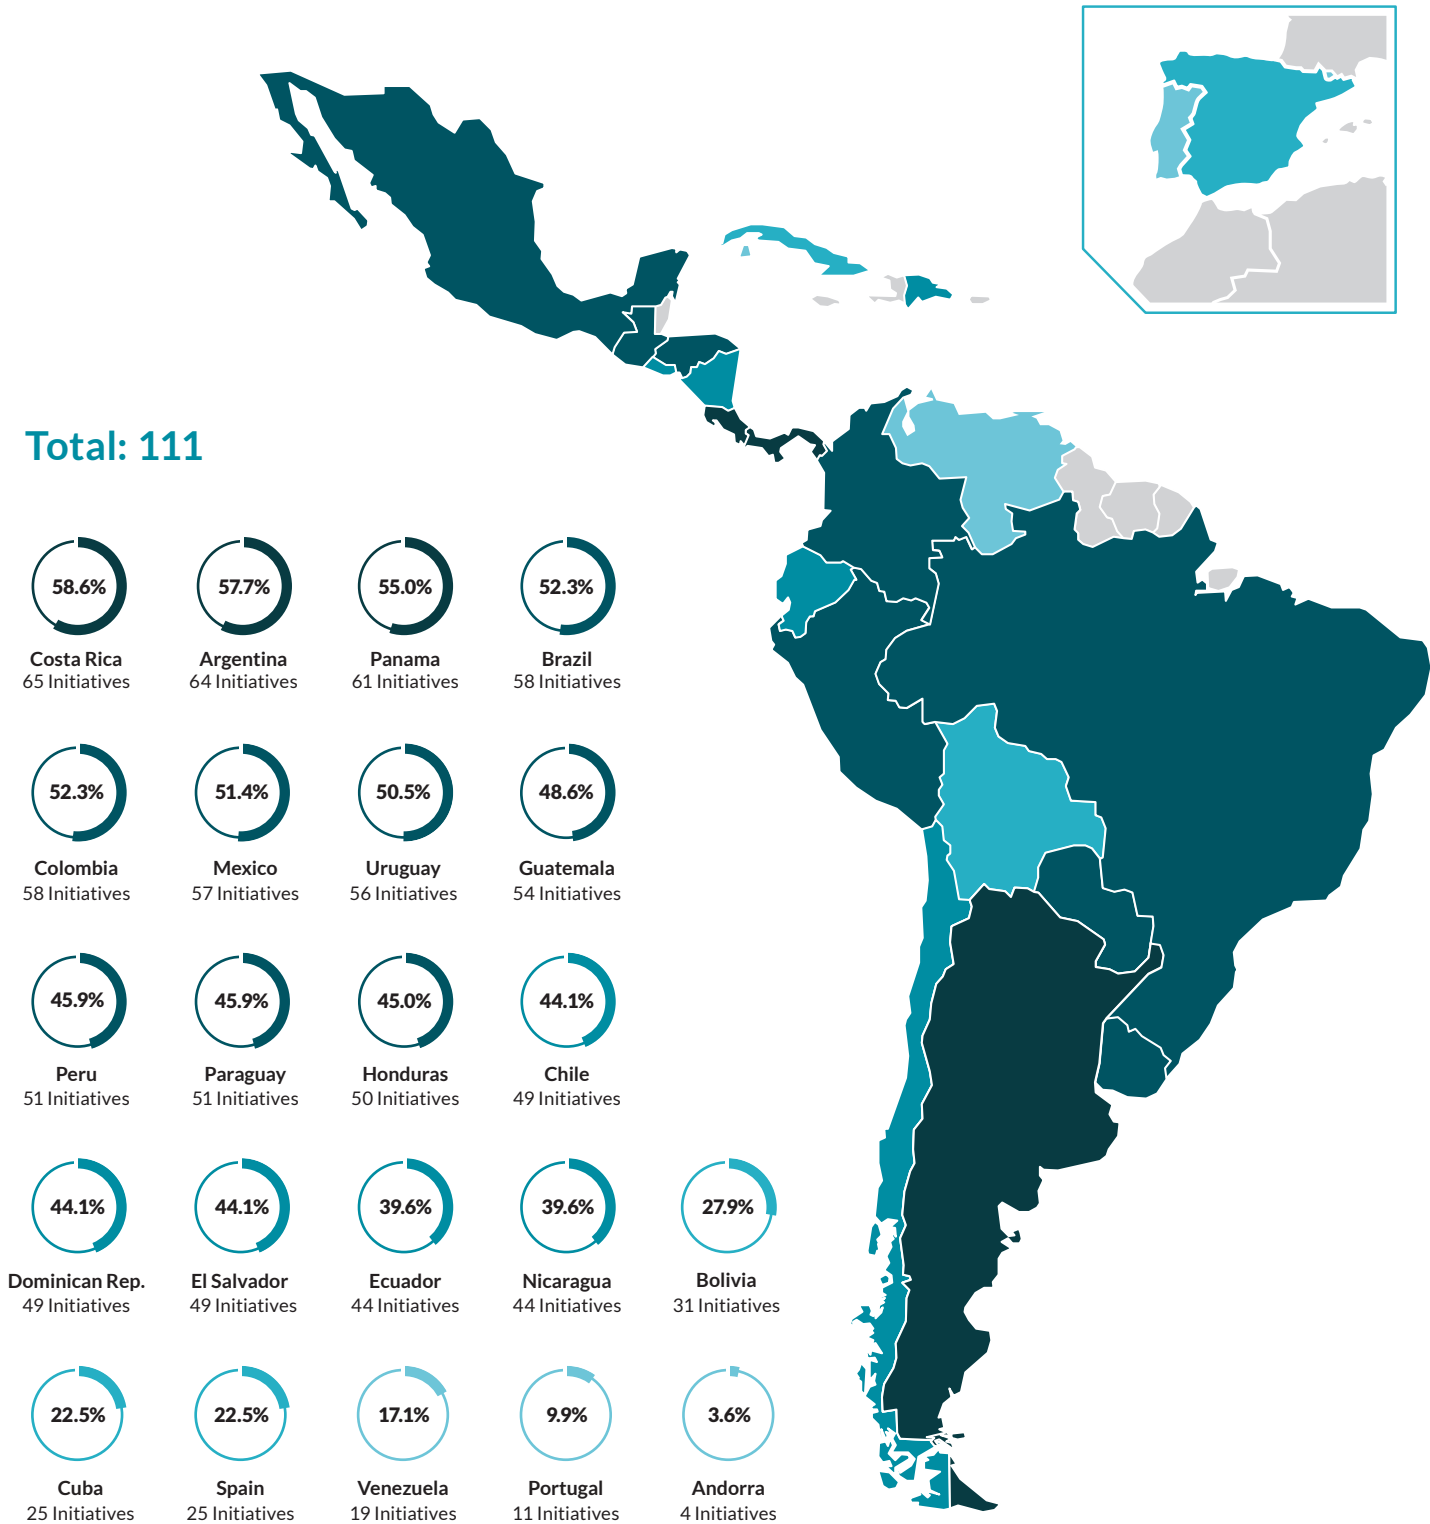 Total: 111
58.6%
57.7%
55.0%
52.3%
Costa Rica
Argentina
Panama
Brazil
65 Initiatives
64 Initiatives
61 Initiatives
58 Initiatives
52.3%
51.4%
50.5%
48.6%
Colombia
Mexico
Uruguay
Guatemala
58 Initiatives
57 Initiatives
56 Initiatives
54 Initiatives
45.9%
45.9%
45.0%
44.1%
Peru
Paraguay
Honduras
Chile
51 Initiatives
51 Initiatives
50 Initiatives
49 Initiatives
44.1%
44.1%
39.6%
39.6%
27.9%
Dominican Rep.
El Salvador
Ecuador
Nicaragua
Bolivia
49 Initiatives
49 Initiatives
44 Initiatives
44 Initiatives
31 Initiatives
22.5%
22.5%
17.1%
9.9%
3.6%
Cuba
Spain
Venezuela
Portugal
Andorra
25 Initiatives
25 Initiatives
19 Initiatives
11 Initiatives
4 Initiatives